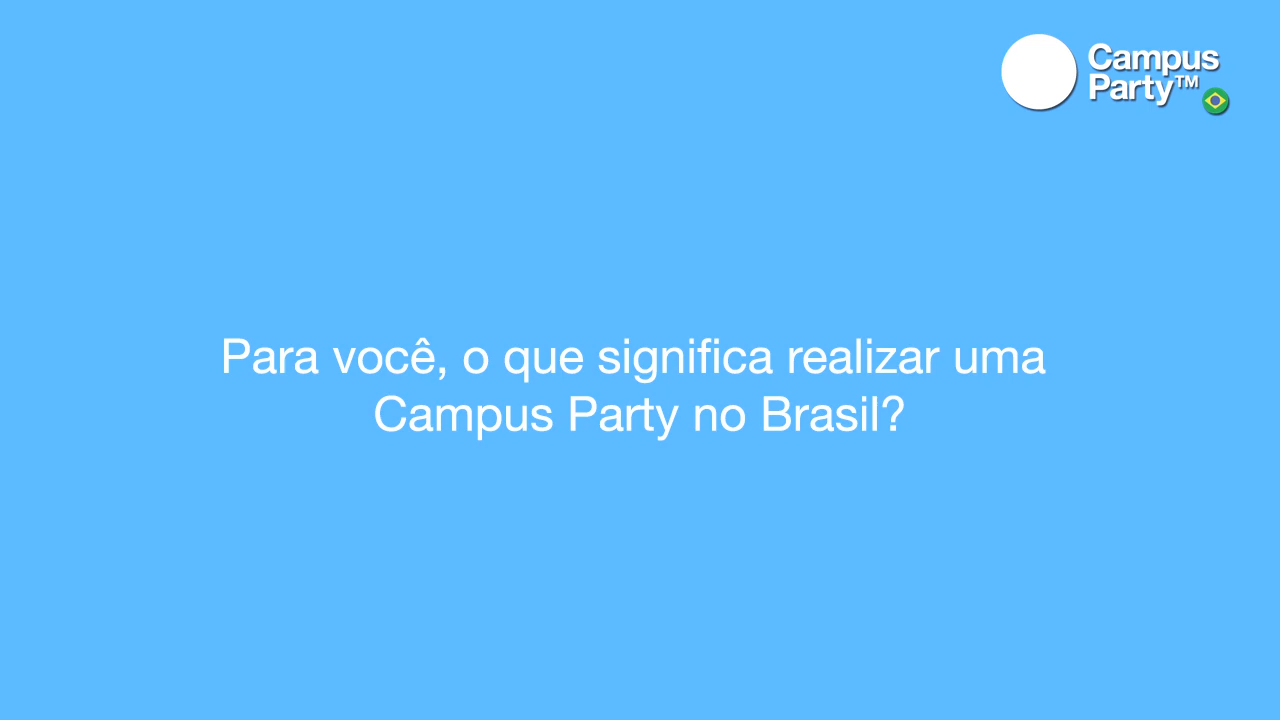 Campus
Party™
Para você, o que significa realizar uma
Campus Party no Brasil?